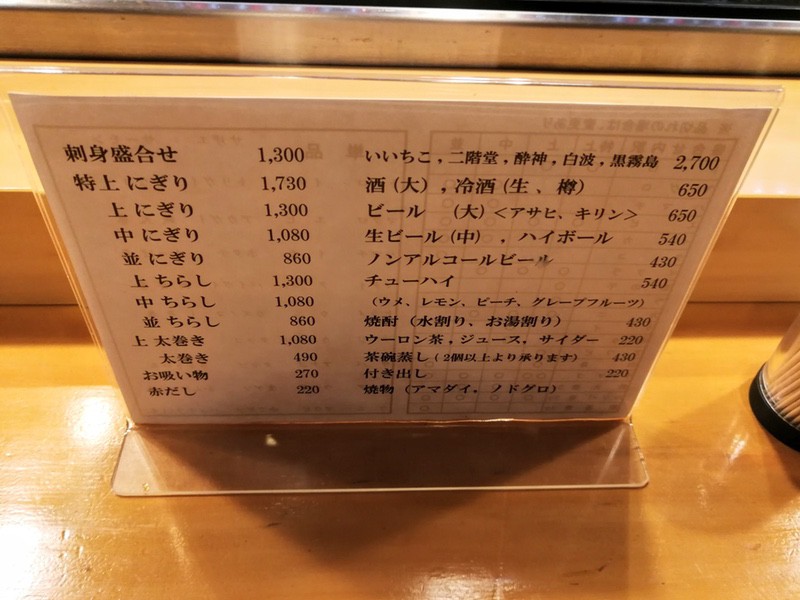 刺身盛合せ 1,300
特上 にぎり 1,730
上 にぎり 1,300
中 にぎり 1,080
並 にぎり 860
上 ちらし 1,300
中 ちらし 1,080
並 ちらし 860
上 太巻き 1,080
太巻き 490
お吸い物 270
赤だし 220
いいちこ , 二階堂 , 酔神 , 白波 , 黒霧島 2,700
酒 (大) , 冷酒 (生 、 樽) 650
ビール (大) <アサヒ、キリン> 650
生ビール (中) , ハイボール 540
ノンアルコールビール 430
チューハイ 540
(ウメ、レモン、ピーチ、グレープフルーツ)
焼酎 (水割り、お湯割り) 430
ウーロン茶 , ジュース , サイダー 220
茶碗蒸し ( 2個以上より承ります) 430
付き出し 220
焼物 (アマダイ , ノドグロ)